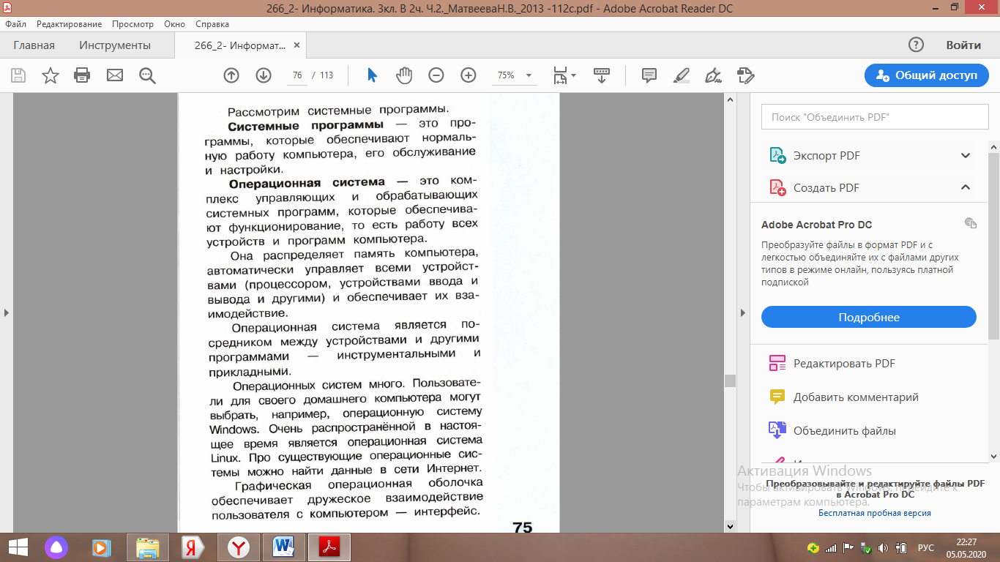 266_2- Информатика. 3кл. В 2ч. Ч.2._МатвееваН.В._2013 -112с.pdf - Adobe Acrobat Reader DC
Файл Редактирование Просмотр Окно Справка
Главная Инструменты 266_2- Информат... × Войти
76 / 113 75% Общий доступ
Рассмотрим системные программы.
Системные программы — это про-
граммы, которые обеспечивают нормаль-
ную работу компьютера, его обслуживание
и настройки.
Операционная система — это ком-
плекс управляющих и обрабатывающих
системных программ, которые обеспечива-
ют функционирование, то есть работу всех
устройств и программ компьютера.
Она распределяет память компьютера,
автоматически управляет всеми устройст-
вами (процессором, устройствами ввода и
вывода и другими) и обеспечивает их вза-
имодействие.
Операционная система является по-
средником между устройствами и другими
программами — инструментальными и
прикладными.
Операционных систем много. Пользовате-
ли для своего домашнего компьютера могут
выбрать, например, операционную систему
Windows. Очень распространённой в настоя-
щее время является операционная система
Linux. Про существующие операционные сис-
темы можно найти данные в сети Интернет.
Графическая операционная оболочка
обеспечивает дружеское взаимодействие
пользователя с компьютером — интерфейс.
75
Поиск "Объединить PDF"
Экспорт PDF
Создать PDF
Adobe Acrobat Pro DC
Преобразуйте файлы в формат PDF и с
легкостью объединяйте их с файлами других
типов в режиме онлайн, пользуясь платной
подпиской
Подробнее
Редактировать PDF
Добавить комментарий
Объединить файлы
Активация Windows
Чтобы активировать Windows, перейдите к
параметрам компьютера.
Преобразовывайте и редактируйте файлы PDF
в Acrobat Pro DC
Бесплатная пробная версия
РУС 22:27
05.05.2020